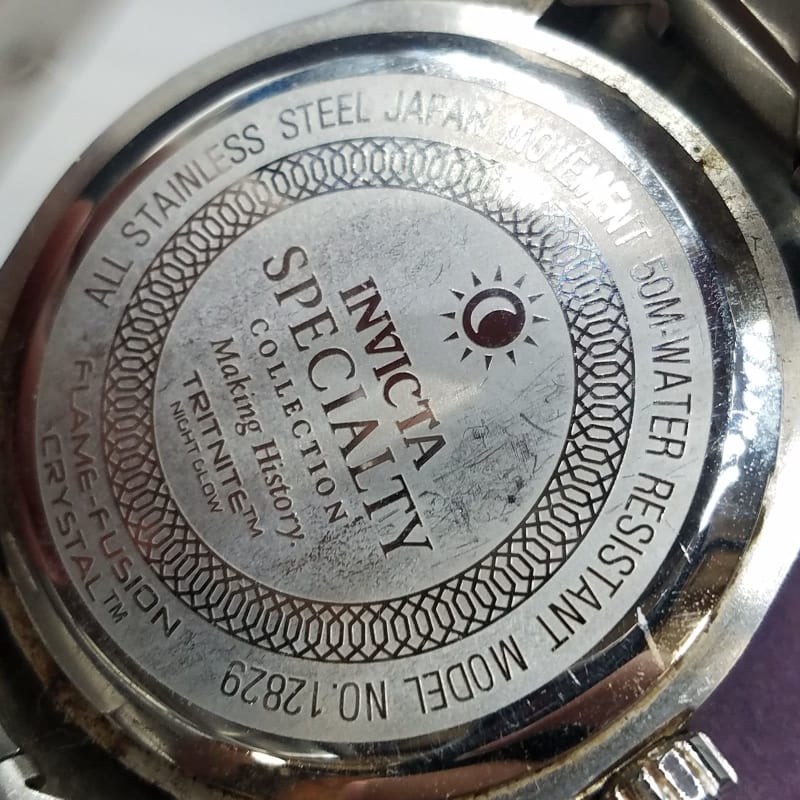 INVICTA
SPECIALTY
COLLECTION
Making History.
TRITNITE™
NIGHT GLOW
ALL STAINLESS STEEL JAPAN MOVEMENT 50M-WATER RESISTANT MODEL NO.12829
FLAME-FUSION
CRYSTAL™